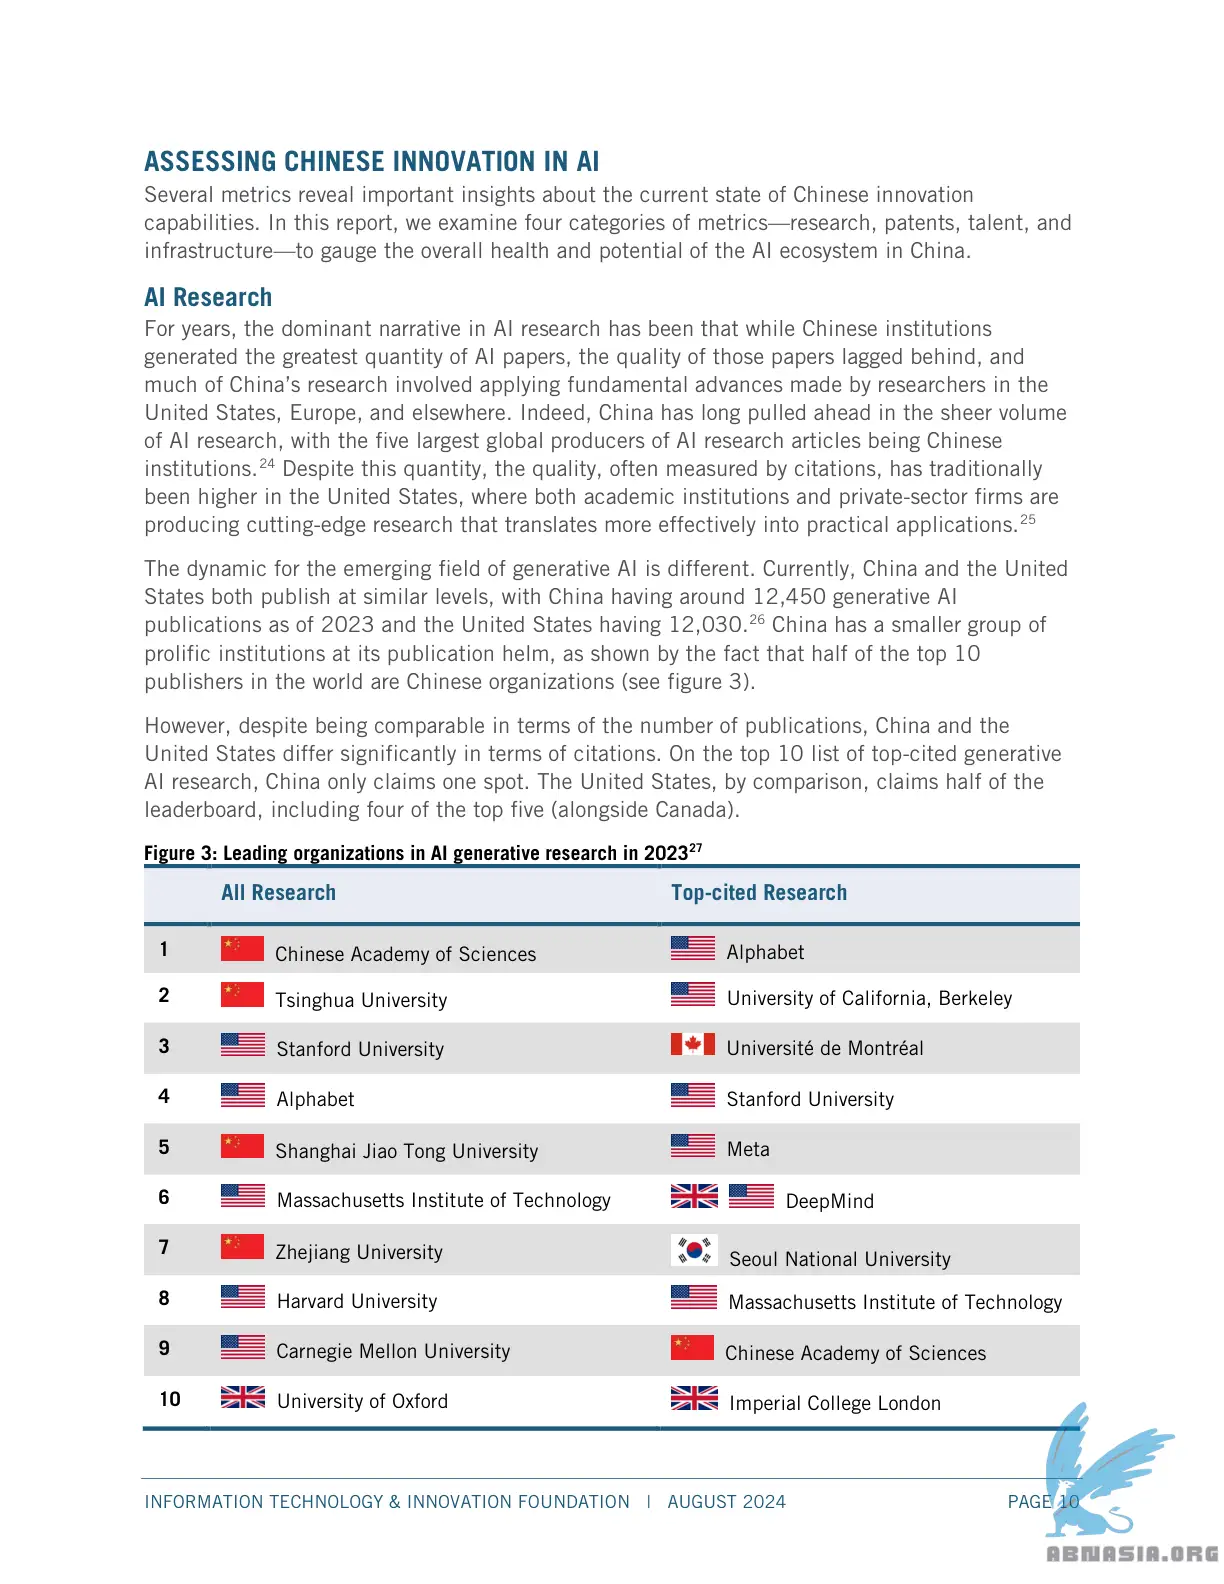 ASSESSING CHINESE INNOVATION IN AI
Several metrics reveal important insights about the current state of Chinese innovation
capabilities. In this report, we examine four categories of metrics—research, patents, talent, and
infrastructure—to gauge the overall health and potential of the AI ecosystem in China.
AI Research
For years, the dominant narrative in AI research has been that while Chinese institutions
generated the greatest quantity of AI papers, the quality of those papers lagged behind, and
much of China’s research involved applying fundamental advances made by researchers in the
United States, Europe, and elsewhere. Indeed, China has long pulled ahead in the sheer volume
of AI research, with the five largest global producers of AI research articles being Chinese
institutions.24 Despite this quantity, the quality, often measured by citations, has traditionally
been higher in the United States, where both academic institutions and private-sector firms are
producing cutting-edge research that translates more effectively into practical applications.25
The dynamic for the emerging field of generative AI is different. Currently, China and the United
States both publish at similar levels, with China having around 12,450 generative AI
publications as of 2023 and the United States having 12,030.26 China has a smaller group of
prolific institutions at its publication helm, as shown by the fact that half of the top 10
publishers in the world are Chinese organizations (see figure 3).
However, despite being comparable in terms of the number of publications, China and the
United States differ significantly in terms of citations. On the top 10 list of top-cited generative
AI research, China only claims one spot. The United States, by comparison, claims half of the
leaderboard, including four of the top five (alongside Canada).
Figure 3: Leading organizations in AI generative research in 202327
All Research Top-cited Research
1 Chinese Academy of Sciences Alphabet
2 Tsinghua University University of California, Berkeley
3 Stanford University Université de Montréal
4 Alphabet Stanford University
5 Shanghai Jiao Tong University Meta
6 Massachusetts Institute of Technology DeepMind
7 Zhejiang University Seoul National University
8 Harvard University Massachusetts Institute of Technology
9 Carnegie Mellon University Chinese Academy of Sciences
10 University of Oxford Imperial College London
INFORMATION TECHNOLOGY & INNOVATION FOUNDATION | AUGUST 2024 PAGE 10
ABNASIA.ORG